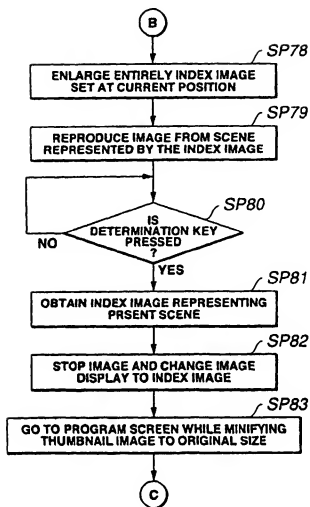 B
SP78
ENLARGE ENTIRELY INDEX IMAGE
SET AT CURRENT POSITION
SP79
REPRODUCE IMAGE FROM SCENE
REPRESENTED BY THE INDEX IMAGE
SP80
IS
DETERMINATION KEY
PRESSED
?
NO
YES
SP81
OBTAIN INDEX IMAGE REPRESENTING
PRSENT SCENE
SP82
STOP IMAGE AND CHANGE IMAGE
DISPLAY TO INDEX IMAGE
SP83
GO TO PROGRAM SCREEN WHILE MINIFYING
THUMBNAIL IMAGE TO ORIGINAL SIZE
C